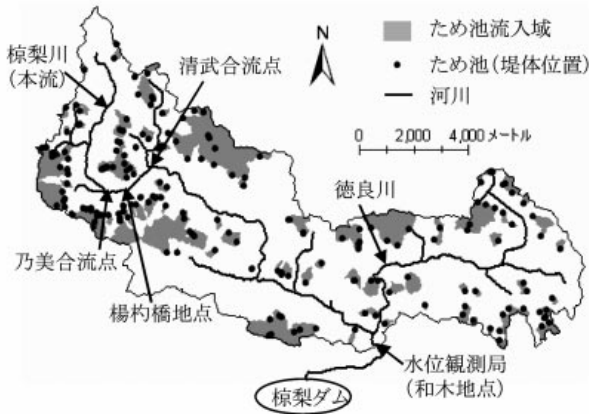 椋梨川
(本流)
清武合流点
N
ため池流入域
ため池(堤体位置)
河川
0 2,000 4,000 メートル
徳良川
乃美合流点
楊杓橋地点
水位観測局
(和木地点)
椋梨ダム